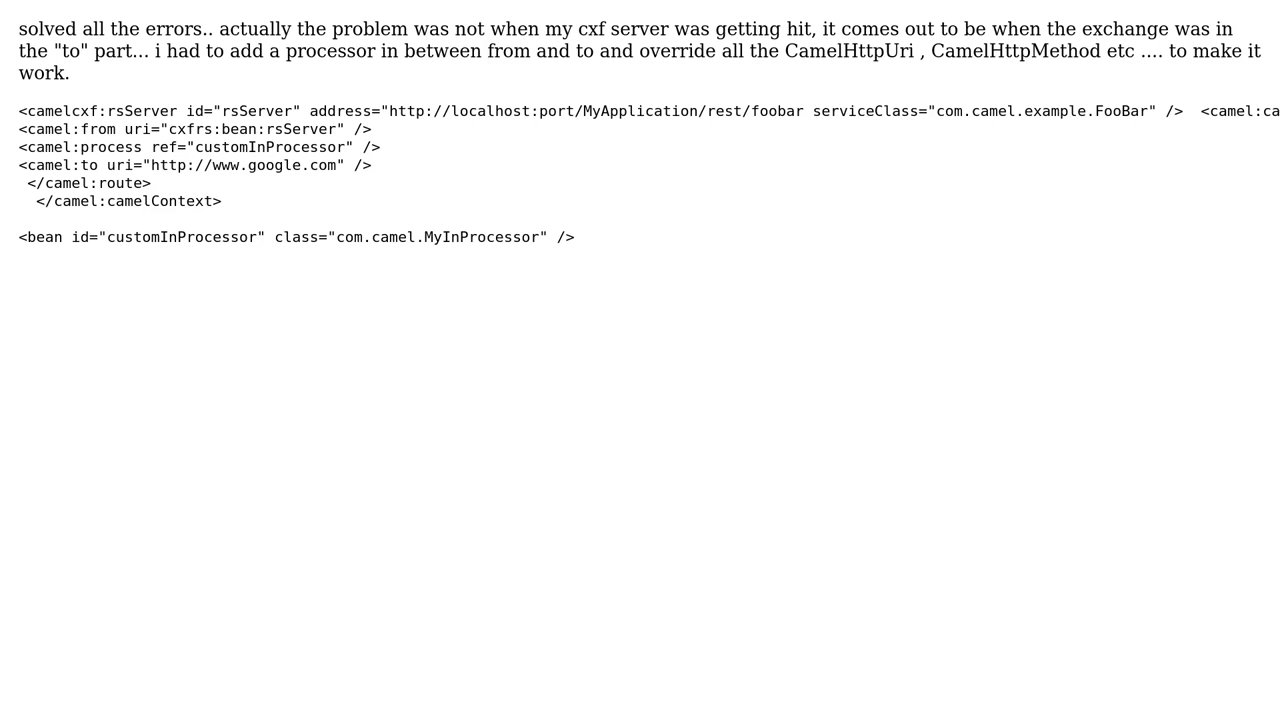 solved all the errors.. actually the problem was not when my cxf server was getting hit, it comes out to be when the exchange was in
the "to" part... i had to add a processor in between from and to and override all the CamelHttpUri , CamelHttpMethod etc .... to make it
work.
<camelcxf:rsServer id="rsServer" address="http://localhost:port/MyApplication/rest/foobar serviceClass="com.camel.example.FooBar" />  <camel:ca
<camel:from uri="cxfrs:bean:rsServer" />
<camel:process ref="customInProcessor" />
<camel:to uri="http://www.google.com" />
 </camel:route>
  </camel:camelContext>
<bean id="customInProcessor" class="com.camel.MyInProcessor" />